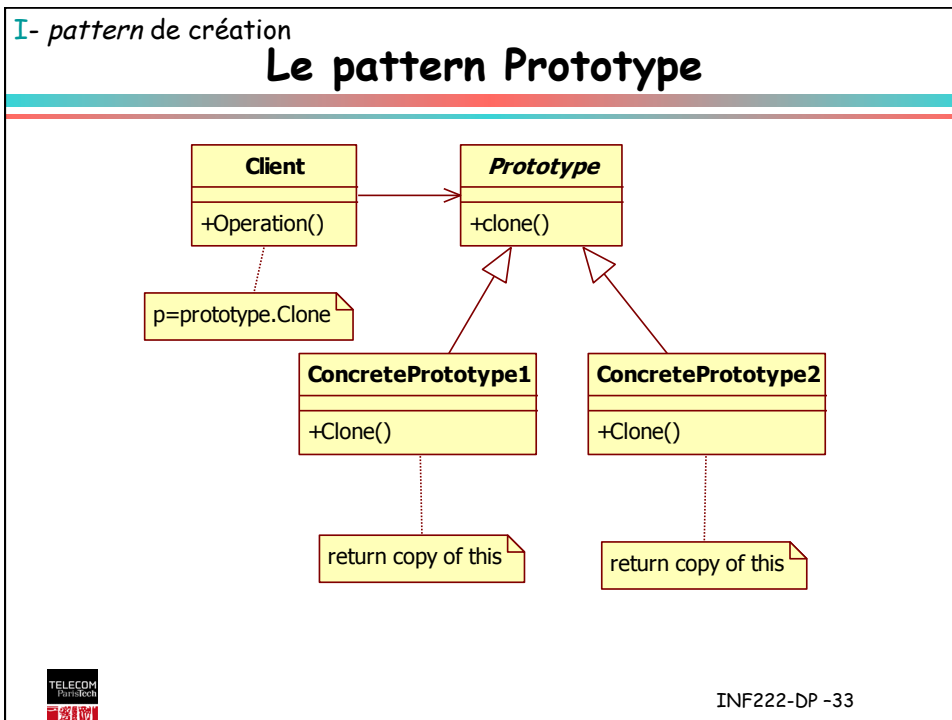 I- pattern de création
Le pattern Prototype
Client
+Operation()
Prototype
+clone()
p=prototype.Clone
ConcretePrototype1
+Clone()
ConcretePrototype2
+Clone()
return copy of this
return copy of this
TELECOM
ParisTech
INF222-DP –33